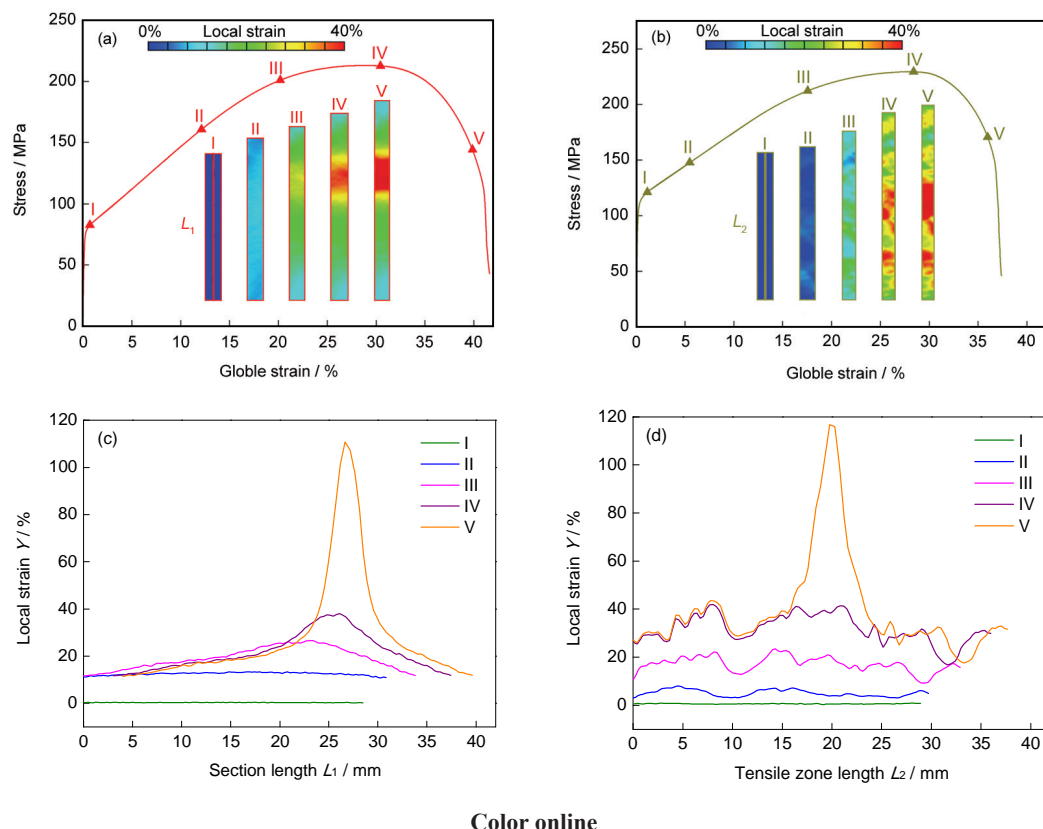 (a)
0%
Local strain
40%
I
II
III
IV
V
I
II
III
IV
V
L1
250
200
150
100
50
0
Stress / MPa
0 5 10 15 20 25 30 35 40
Globle strain / %
(b)
0%
Local strain
40%
I
II
III
IV
V
I
II
III
IV
V
L2
250
200
150
100
50
0
Stress / MPa
0 5 10 15 20 25 30 35 40
Globle strain / %
(c)
I
II
III
IV
V
120
100
80
60
40
20
0
Local strain Y / %
0 5 10 15 20 25 30 35 40
Section length L1 / mm
(d)
I
II
III
IV
V
120
100
80
60
40
20
0
Local strain Y / %
0 5 10 15 20 25 30 35 40
Tensile zone length L2 / mm
Color online